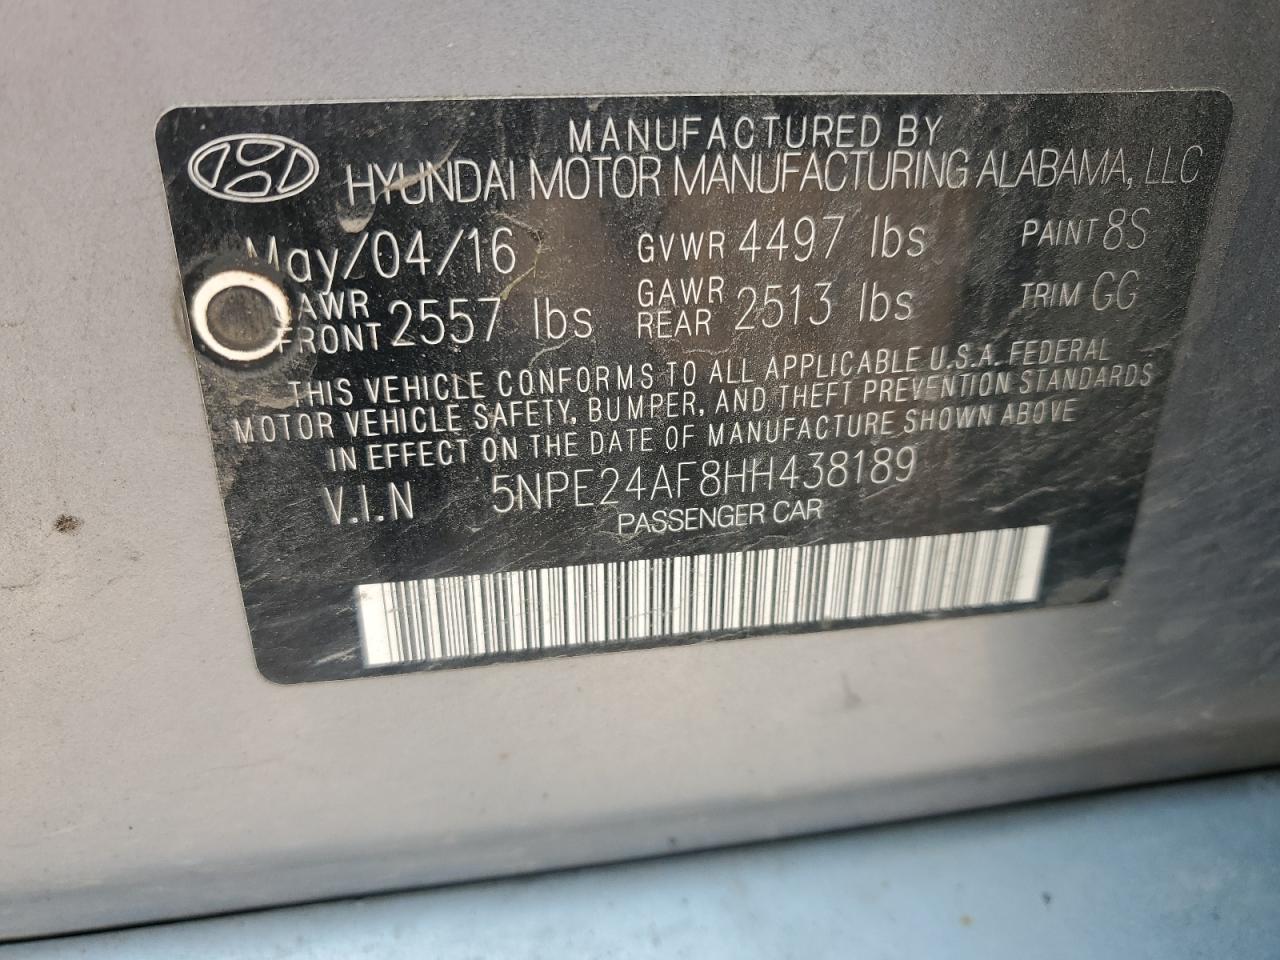 MANUFACTURED BY
HYUNDAI MOTOR MANUFACTURING ALABAMA, LLC
May/04/16 GVWR 4497 lbs PAINT 8S
GAWR FRONT 2557 lbs GAWR REAR 2513 lbs TRIM GG
THIS VEHICLE CONFORMS TO ALL APPLICABLE U.S.A. FEDERAL
MOTOR VEHICLE SAFETY, BUMPER, AND THEFT PREVENTION STANDARDS
IN EFFECT ON THE DATE OF MANUFACTURE SHOWN ABOVE
V.I.N 5NPE24AF8HH438189
PASSENGER CAR